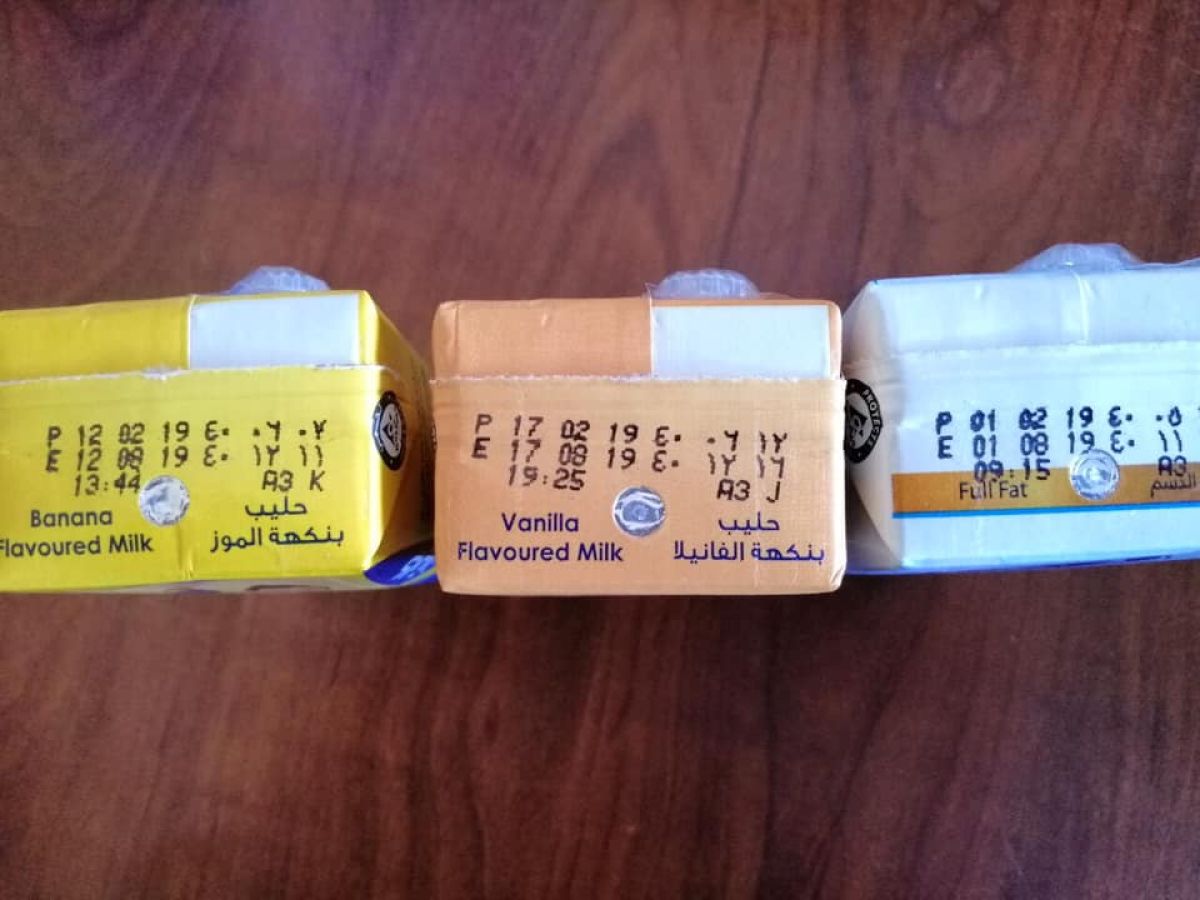 P 12 02 19 ٤٠ ٠٦ ٠٧
E 12 08 19 ٤٠ ١٢ ١١
13:44 A3 K
Banana
Flavoured Milk
حليب
بنكهة الموز
P 17 02 19 ٤٠ ٠٦ ١٢
E 17 08 19 ٤٠ ١٢ ١٦
19:25 A3 J
Vanilla
Flavoured Milk
حليب
بنكهة الفانيلا
P 01 02 19 ٤٠ ٠٥
E 01 08 19 ٤٠ ١١
09:15 A3
Full Fat
الدسم